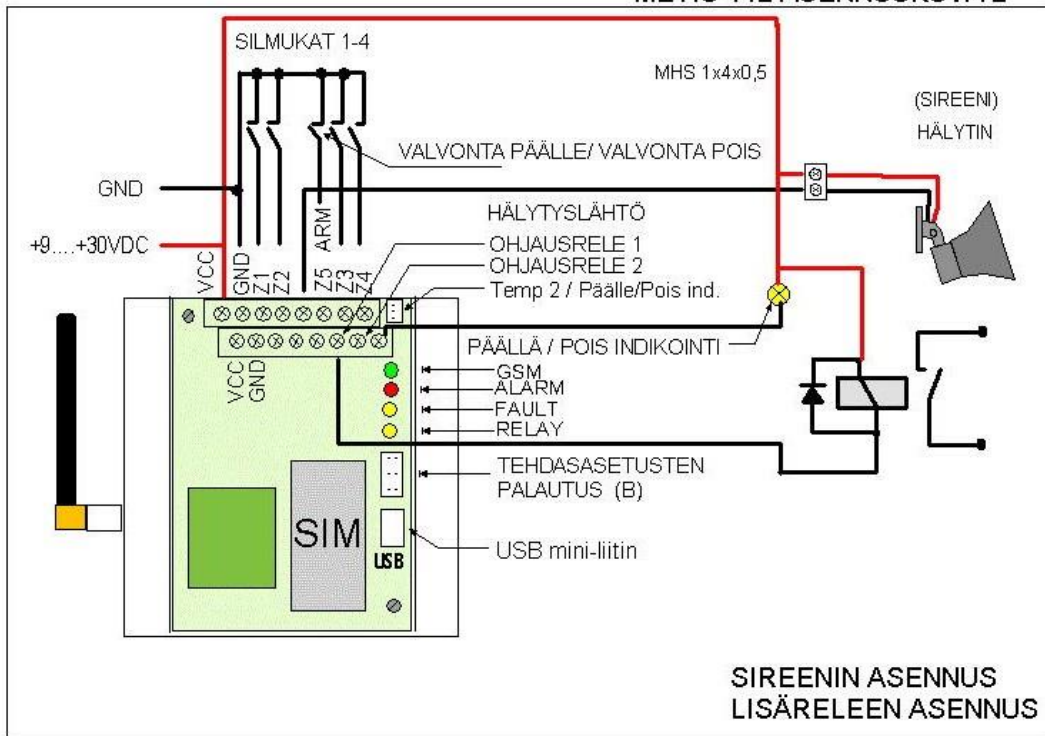 SILMUKAT 1-4
MHS 1x4x0,5
(SIREENI)
HÄLYTIN
VALVONTA PÄÄLLE/ VALVONTA POIS
GND
+9....+30VDC
HÄLYTYSLÄHTÖ
OHJAUSRELE 1
OHJAUSRELE 2
Temp 2 / Päälle/Pois ind.
VCC
GND
Z1
Z2
Z5
ARM
Z3
Z4
VCC
GND
PÄÄLLÄ / POIS INDIKOINTI
GSM
ALARM
FAULT
RELAY
TEHDASASETUSTEN
PALAUTUS (B)
SIM
USB
USB mini-liitin
SIREENIN ASENNUS
LISÄRELEEN ASENNUS